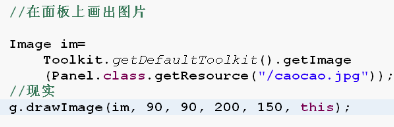 //在面板上画出图片
Image im=
Toolkit.getDefaultToolkit().getImage
(Panel.class.getResource("/caocao.jpg"));
//现实
g.drawImage(im, 90, 90, 200, 150, this);